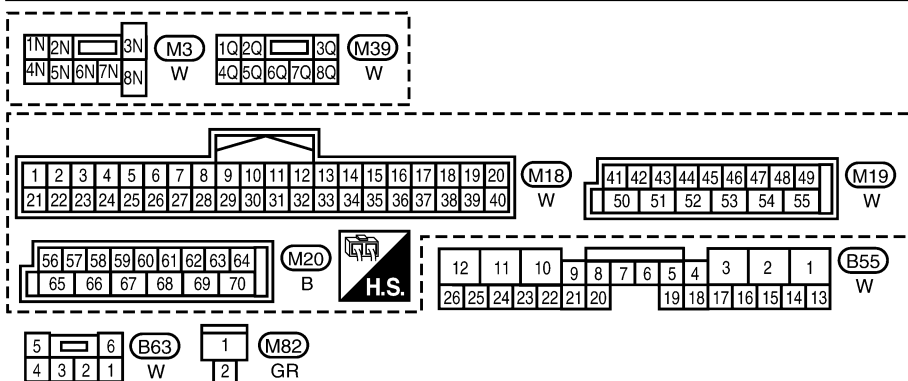 1N 2N 3N
4N 5N 6N 7N 8N
M3
W
1Q 2Q 3Q
4Q 5Q 6Q 7Q 8Q
M39
W
1 2 3 4 5 6 7 8 9 10 11 12 13 14 15 16 17 18 19 20
21 22 23 24 25 26 27 28 29 30 31 32 33 34 35 36 37 38 39 40
M18
W
41 42 43 44 45 46 47 48 49
50 51 52 53 54 55
M19
W
56 57 58 59 60 61 62 63 64
65 66 67 68 69 70
M20
B
H.S.
12 11 10 9 8 7 6 5 4 3 2 1
26 25 24 23 22 21 20 19 18 17 16 15 14 13
B55
W
5 6
4 3 2 1
B63
W
1
2
M82
GR